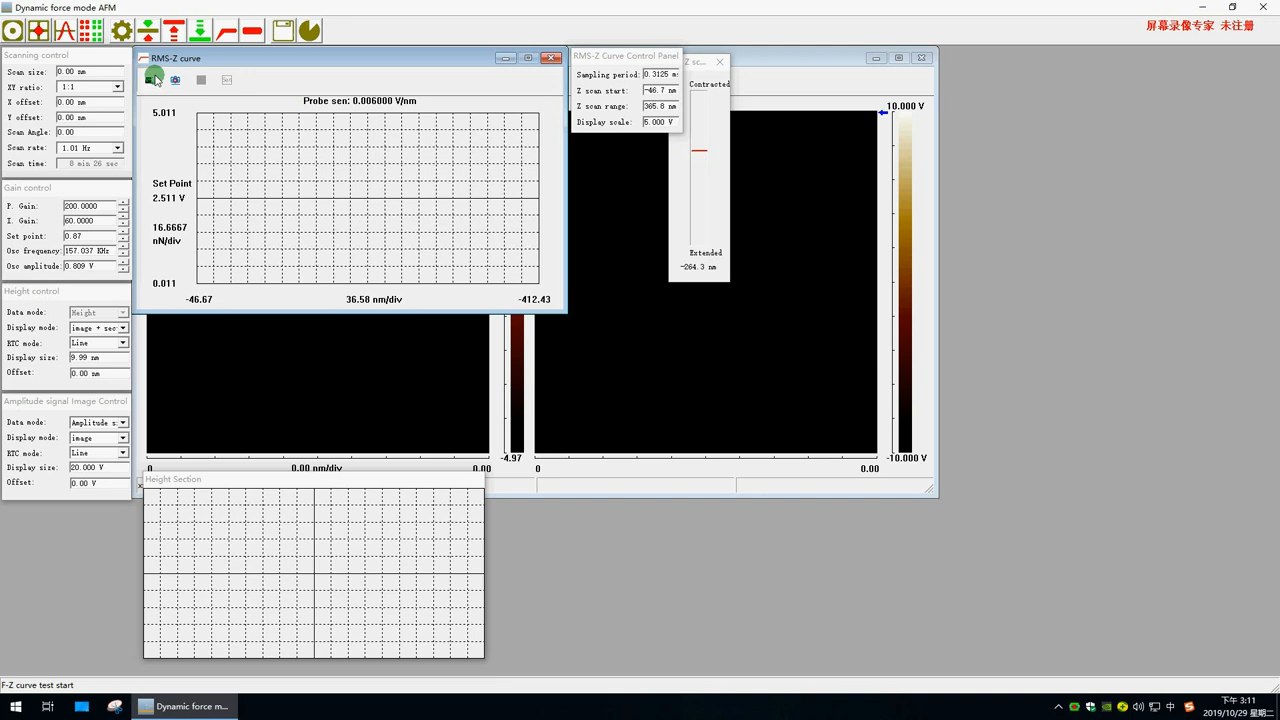 Dynamic force mode AFM
屏幕录像专家 未注册
Scanning control
Scan size: 0.00 nm
XY ratio: 1:1
X offset: 0.00 nm
Y offset: 0.00 nm
Scan Angle: 0.00
Scan rate: 1.01 Hz
Scan time: 8 min 26 sec
Gain control
P. Gain: 200.0000
I. Gain: 60.0000
Set point: 0.87
Osc frequency: 157.037 KHz
Osc amplitude: 0.809 V
Height control
Data mode: Height
Display mode: image + sec
RTC mode: Line
Display size: 9.99 nm
Offset: 0.00 nm
Amplitude signal Image Control
Data mode: Amplitude s
Display mode: image
RTC mode: Line
Display size: 20.000 V
Offset: 0.00 V
RMS-Z curve
Probe sen: 0.006000 V/nm
5.011
Set Point
2.511 V
16.6667
nN/div
0.011
-46.67 36.58 nm/div -412.43
RMS-Z Curve Control Panel
Sampling period: 0.3125 m
Z scan start: -46.7 nm
Z scan range: 365.8 nm
Display scale: 5.000 V
Z sc...
Contracted
Extended
-264.3 nm
10.000 V
-10.000 V
-4.97
0 0.00 nm/div 0.00
0 0.00
Height Section
F-Z curve test start
Dynamic force m...
中
下午 3:11
2019/10/29 星期二